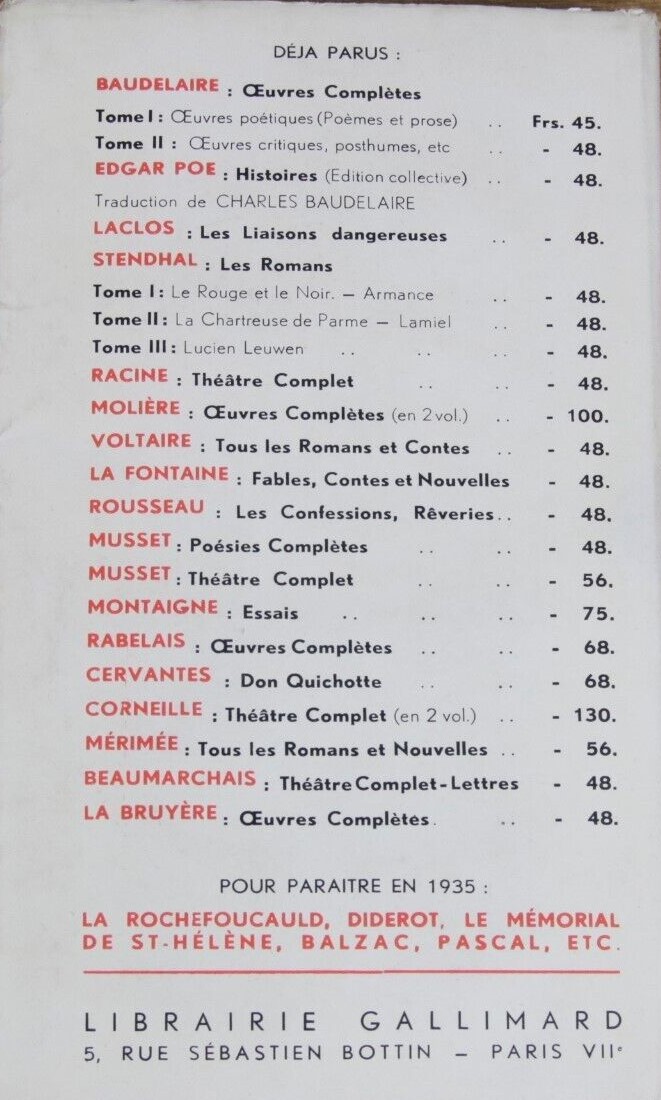 DÉJA PARUS :
BAUDELAIRE : Œuvres Complètes
Tome I : Œuvres poétiques (Poèmes et prose) .. Frs. 45.
Tome II : Œuvres critiques, posthumes, etc .. - 48.
EDGAR POE : Histoires (Edition collective) .. - 48.
Traduction de CHARLES BAUDELAIRE
LACLOS : Les Liaisons dangereuses .. - 48.
STENDHAL : Les Romans
Tome I : Le Rouge et le Noir. — Armance .. - 48.
Tome II : La Chartreuse de Parme — Lamiel .. - 48.
Tome III : Lucien Leuwen .. .. .. - 48.
RACINE : Théâtre Complet .. .. - 48.
MOLIÈRE : Œuvres Complètes (en 2 vol.) .. - 100.
VOLTAIRE : Tous les Romans et Contes .. - 48.
LA FONTAINE : Fables, Contes et Nouvelles - 48.
ROUSSEAU : Les Confessions, Rêveries .. - 48.
MUSSET : Poésies Complètes .. .. - 48.
MUSSET : Théâtre Complet .. .. - 56.
MONTAIGNE : Essais .. .. .. - 75.
RABELAIS : Œuvres Complètes .. .. - 68.
CERVANTES : Don Quichotte .. .. - 68.
CORNEILLE : Théâtre Complet (en 2 vol.) .. - 130.
MÉRIMÉE : Tous les Romans et Nouvelles .. - 56.
BEAUMARCHAIS : Théâtre Complet - Lettres - 48.
LA BRUYÈRE : Œuvres Complètes. .. - 48.
POUR PARAITRE EN 1935 :
LA ROCHEFOUCAULD, DIDEROT, LE MÉMORIAL
DE ST-HÉLÈNE, BALZAC, PASCAL, ETC.
LIBRAIRIE GALLIMARD
5, RUE SÉBASTIEN BOTTIN — PARIS VIIe